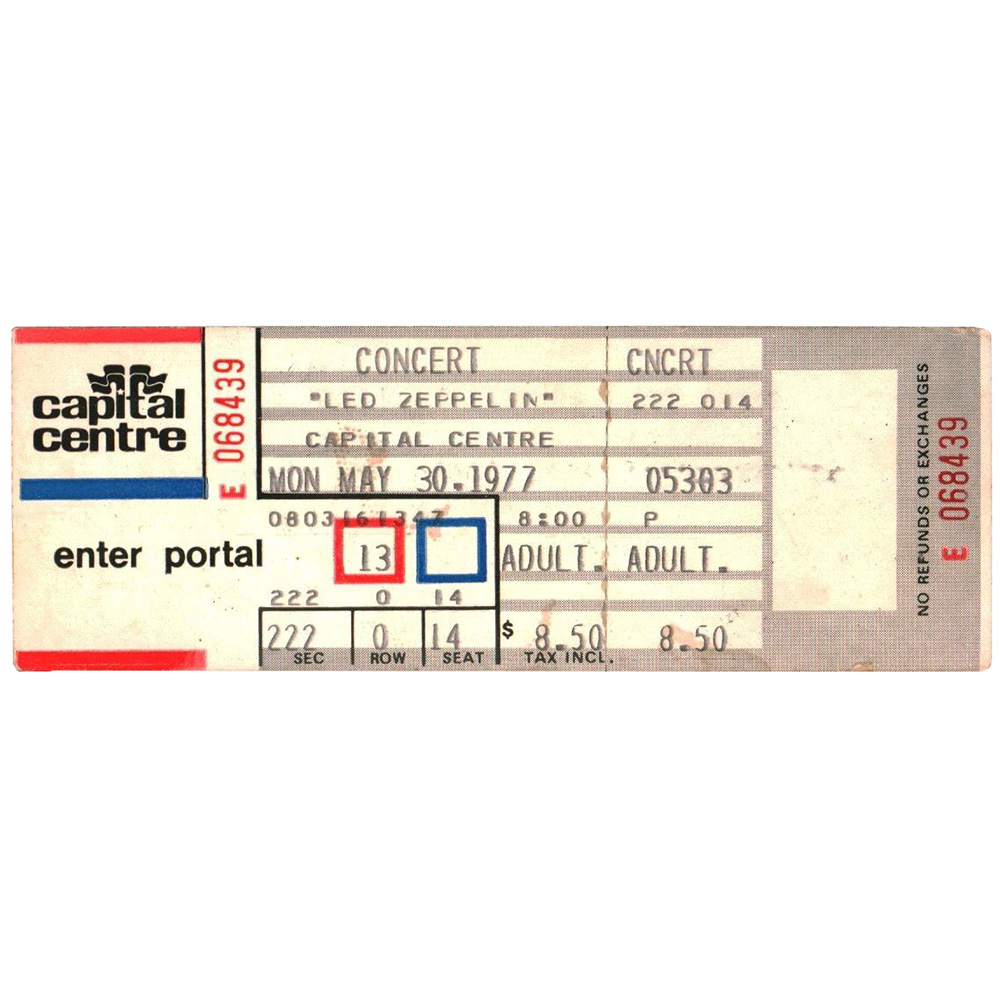 capital
centre
E 068439
CONCERT CNCRT
"LED ZEPPELIN" 222 014
CAPITAL CENTRE
MON MAY 30.1977 05303
0803161347 8:00 P
enter portal 13 ADULT. ADULT.
222 0 14
222 0 14 $ 8.50 8.50
SEC ROW SEAT TAX INCL.
NO REFUNDS OR EXCHANGES
E 068439